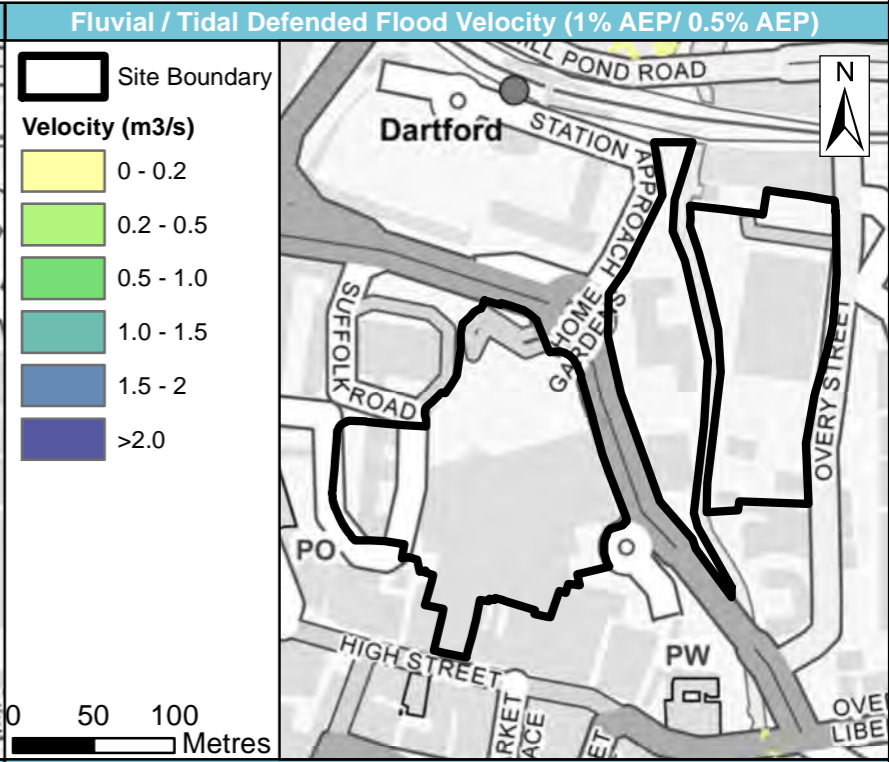 Fluvial / Tidal Defended Flood Velocity (1% AEP/ 0.5% AEP)
Site Boundary
Velocity (m3/s)
0 - 0.2
0.2 - 0.5
0.5 - 1.0
1.0 - 1.5
1.5 - 2
>2.0
0 50 100
Metres
POND ROAD
N
Dartford
STATION APPROACH
HOME
GARDENS
SUFFOLK
ROAD
OVERY STREET
PO
HIGH STREET
PW